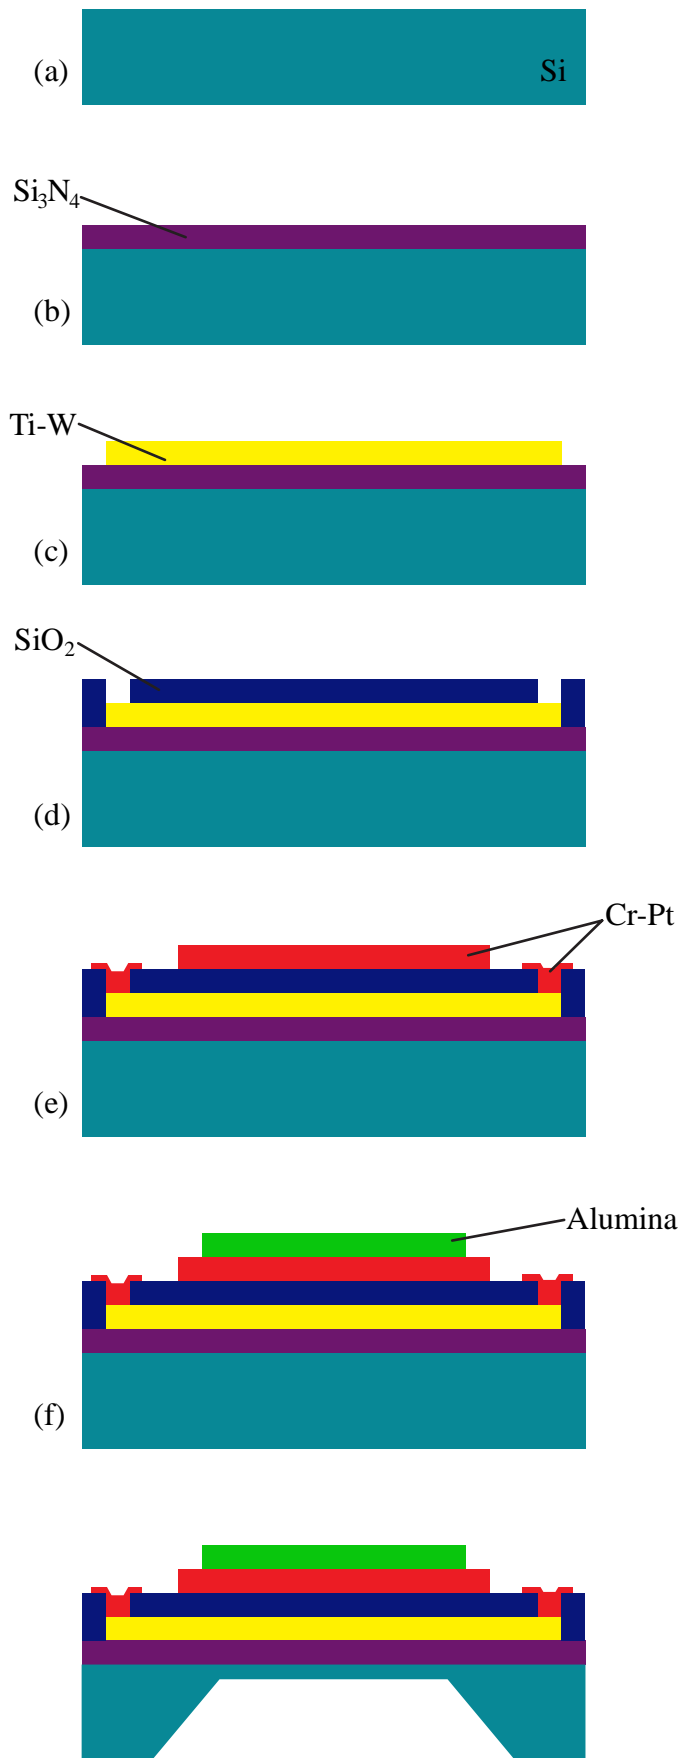 (a)
Si
Si₃N₄
(b)
Ti-W
(c)
SiO₂
(d)
Cr-Pt
(e)
Alumina
(f)